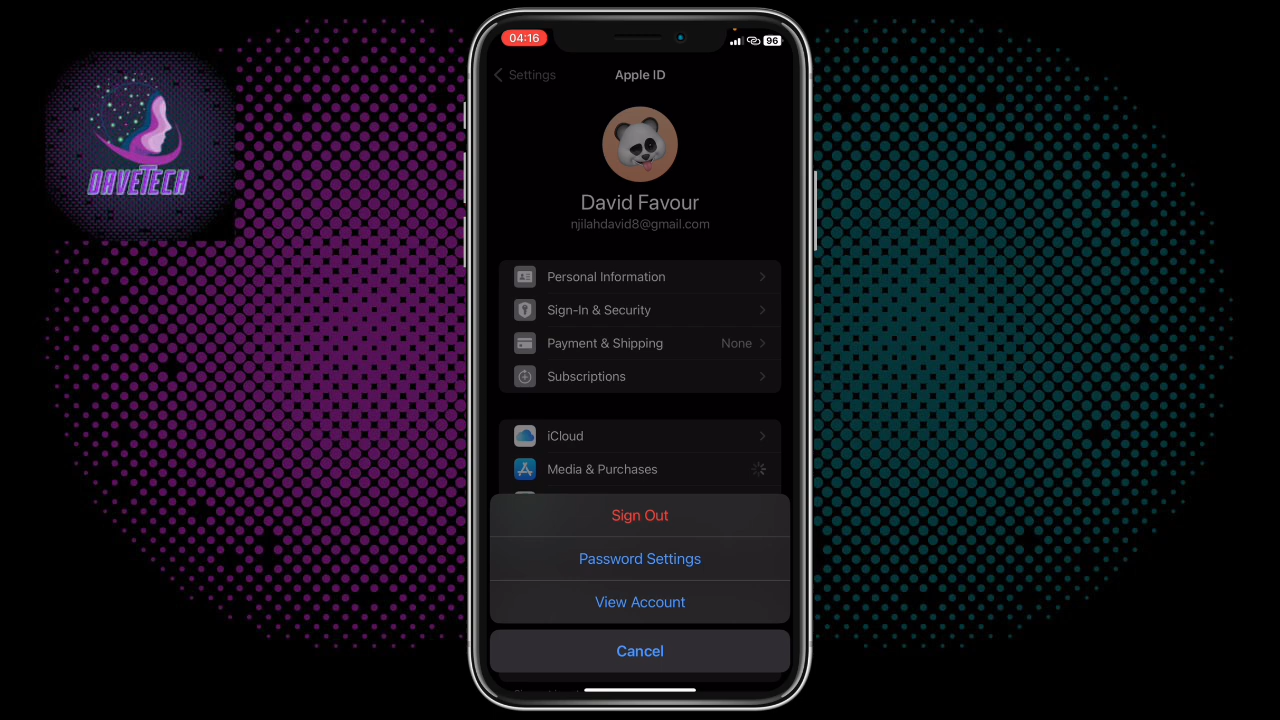 DAVETECH
04:16
96
Settings
Apple ID
David Favour
njilahdavid8@gmail.com
Personal Information
Sign-In & Security
Payment & Shipping None
Subscriptions
iCloud
Media & Purchases
Sign Out
Password Settings
View Account
Cancel